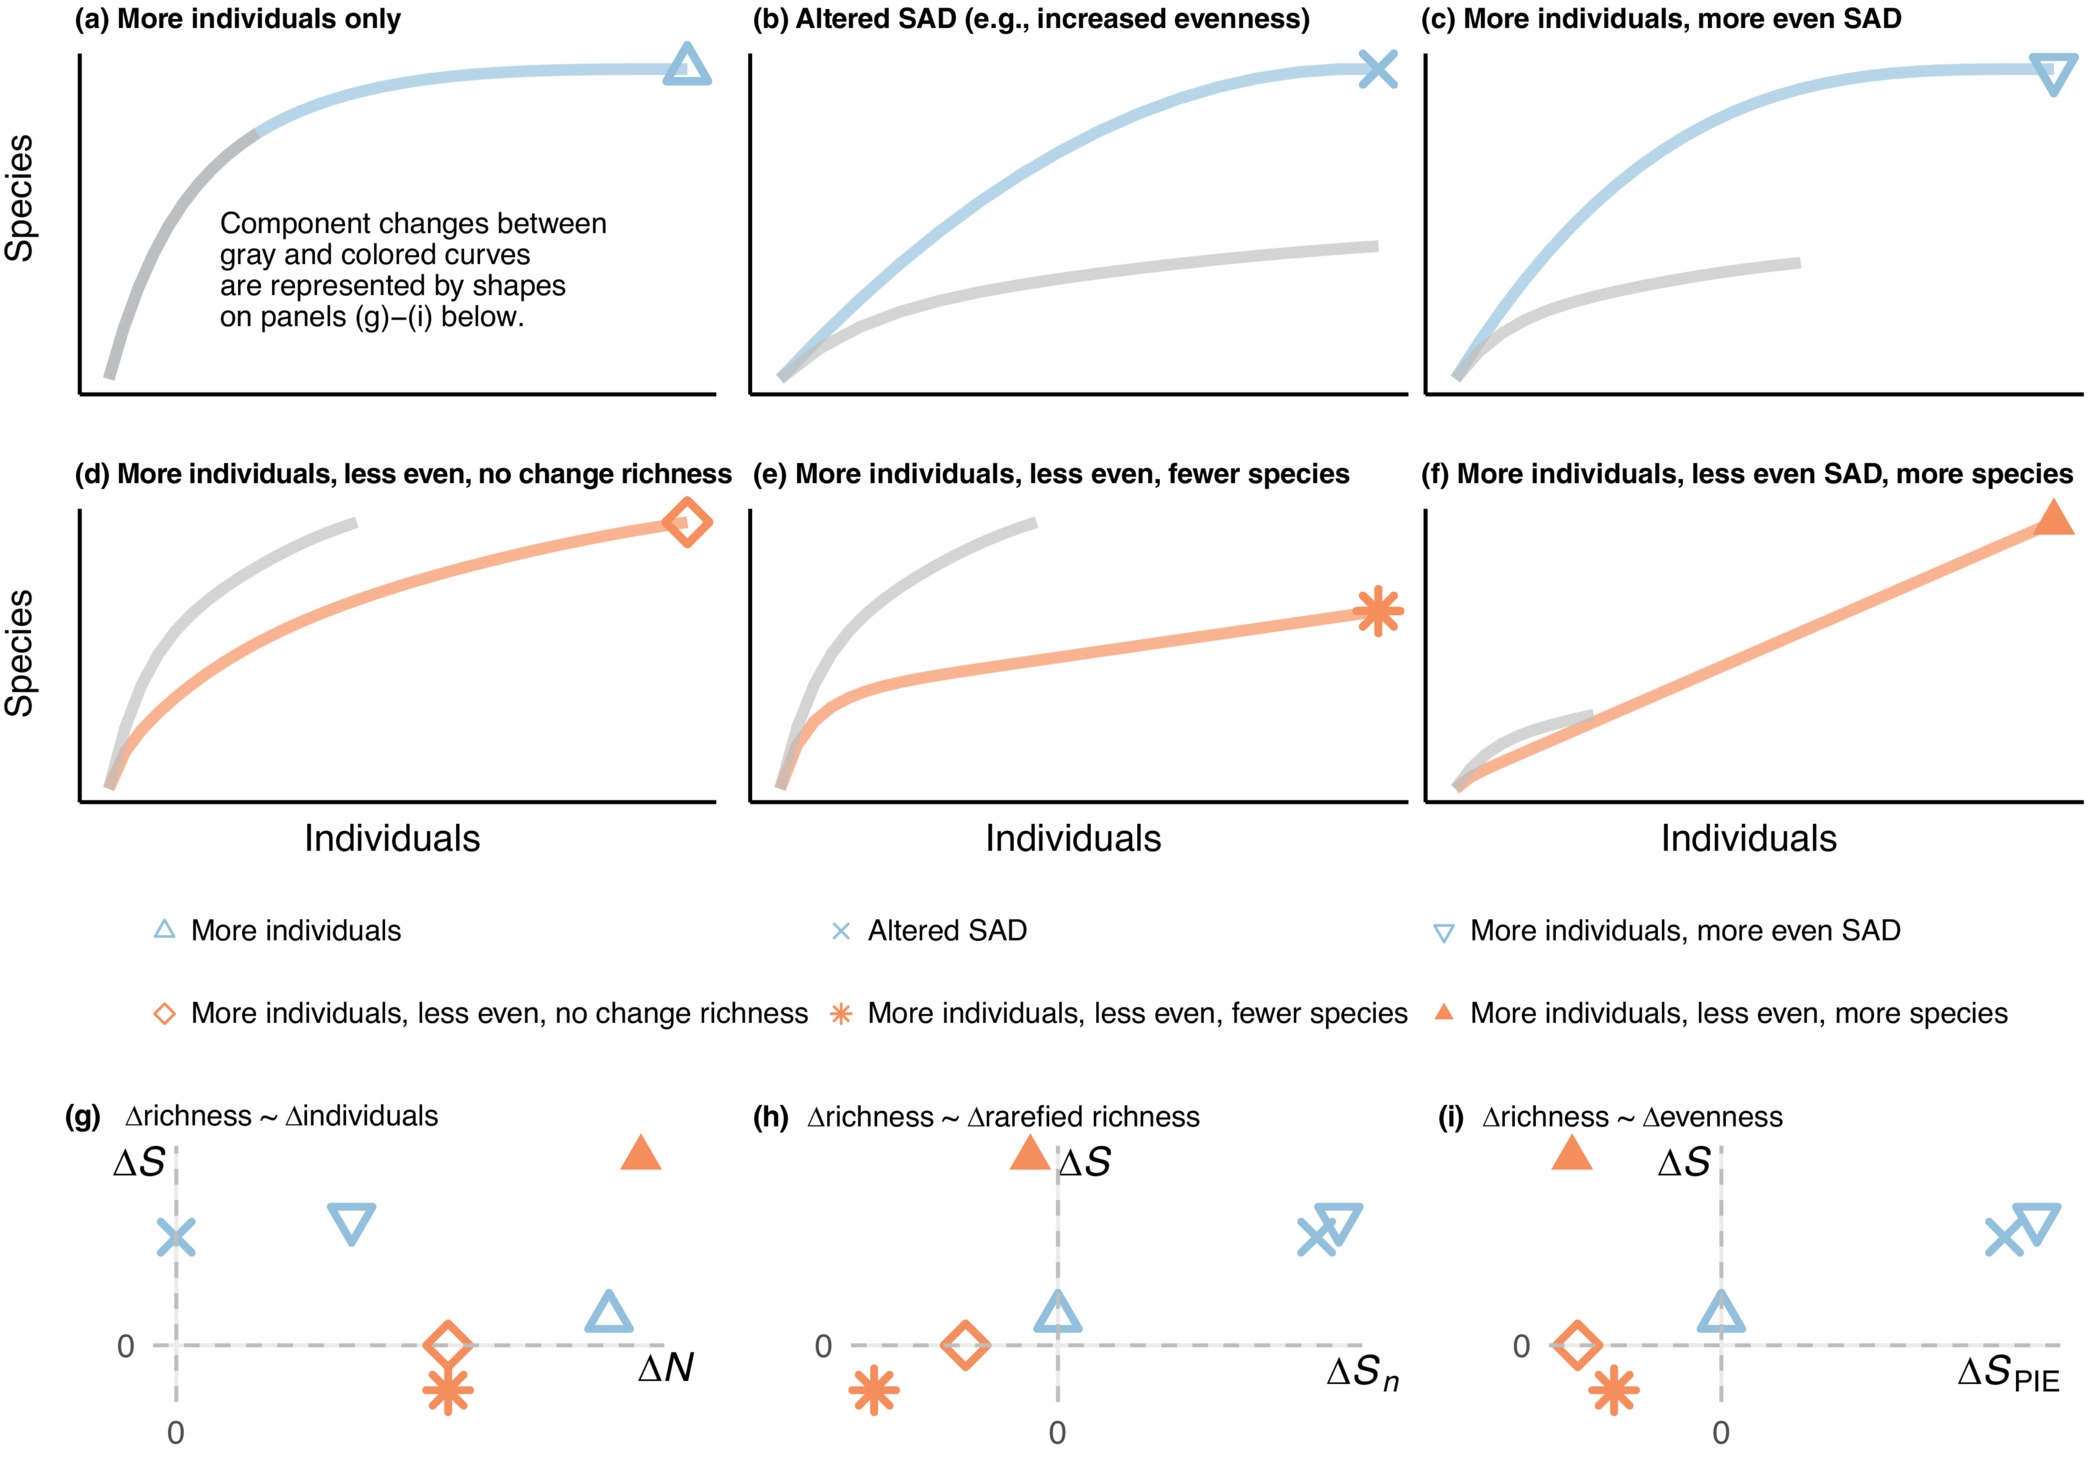 (a) More individuals only
(b) Altered SAD (e.g., increased evenness)
(c) More individuals, more even SAD
Species
Component changes between
gray and colored curves
are represented by shapes
on panels (g)–(i) below.
(d) More individuals, less even, no change richness
(e) More individuals, less even, fewer species
(f) More individuals, less even SAD, more species
Species
Individuals
Individuals
Individuals
More individuals
Altered SAD
More individuals, more even SAD
More individuals, less even, no change richness
More individuals, less even, fewer species
More individuals, less even, more species
(g) Δrichness ~ Δindividuals
ΔS
0
ΔN
0
(h) Δrichness ~ Δrarefied richness
ΔS
0
ΔSn
0
(i) Δrichness ~ Δevenness
ΔS
0
ΔSPIE
0